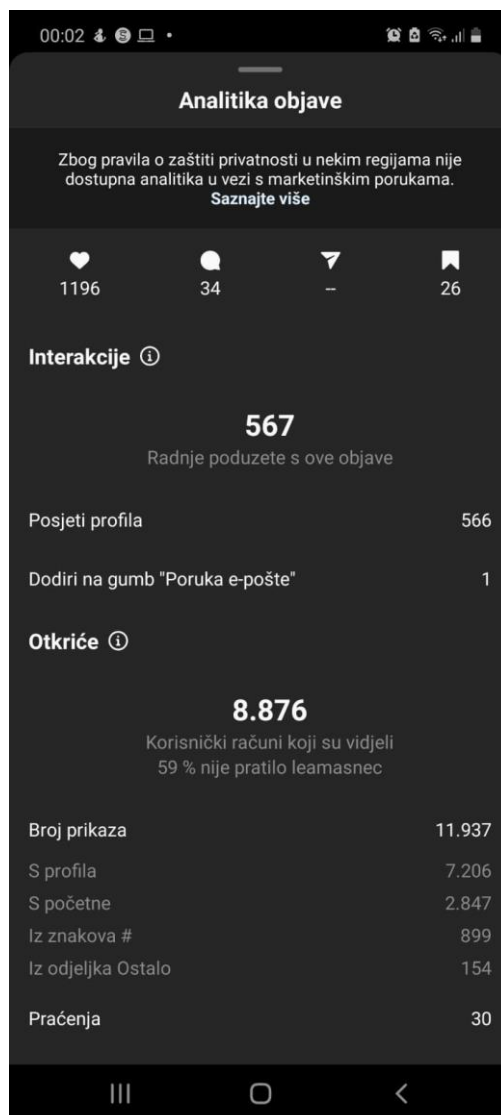 00:02
Analitika objave
Zbog pravila o zaštiti privatnosti u nekim regijama nije
dostupna analitika u vezi s marketinškim porukama.
Saznajte više
1196 34 -- 26
Interakcije
567
Radnje poduzete s ove objave
Posjeti profila 566
Dodiri na gumb "Poruka e-pošte" 1
Otkriće
8.876
Korisnički računi koji su vidjeli
59 % nije pratilo leamasnec
Broj prikaza 11.937
S profila 7.206
S početne 2.847
Iz znakova # 899
Iz odjeljka Ostalo 154
Praćenja 30